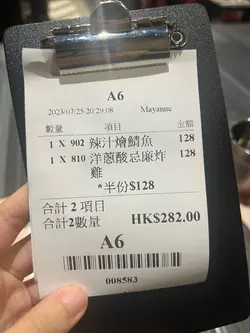 A6
2023/07/25 20:29:08 Mayanne
數量 項目 金額
1 X 902 辣汁燴鯖魚 128
1 X 810 洋蔥酸忌廉炸 128
雞
*半份$128
合計 2 項目
合計2數量 HK$282.00
A6
008583